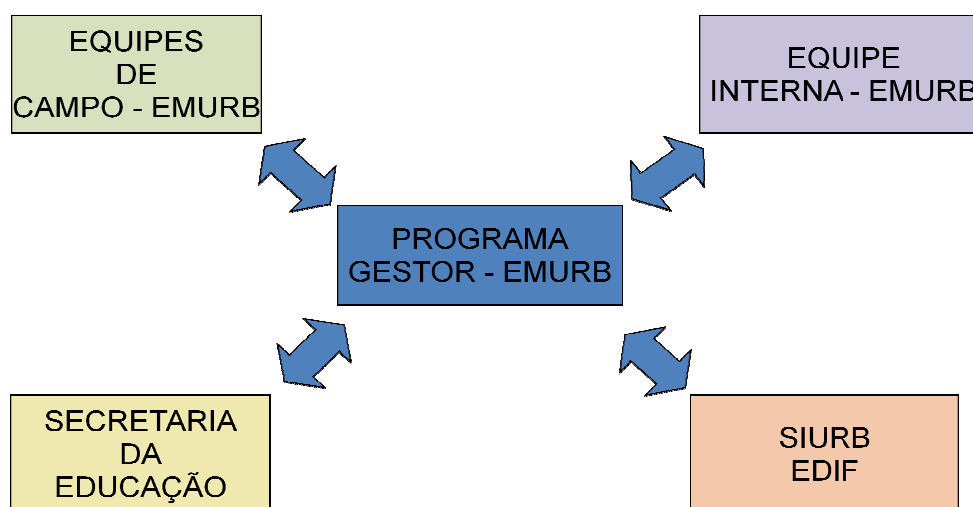 EQUIPES
DE
CAMPO - EMURB
EQUIPE
INTERNA - EMURB
PROGRAMA
GESTOR - EMURB
SECRETARIA
DA
EDUCAÇÃO
SIURB
EDIF